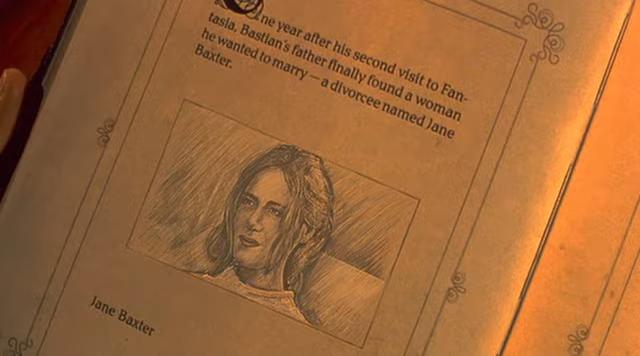 One year after his second visit to Fan-
tasia, Bastian's father finally found a woman
he wanted to marry — a divorcee named Jane
Baxter.
Jane Baxter